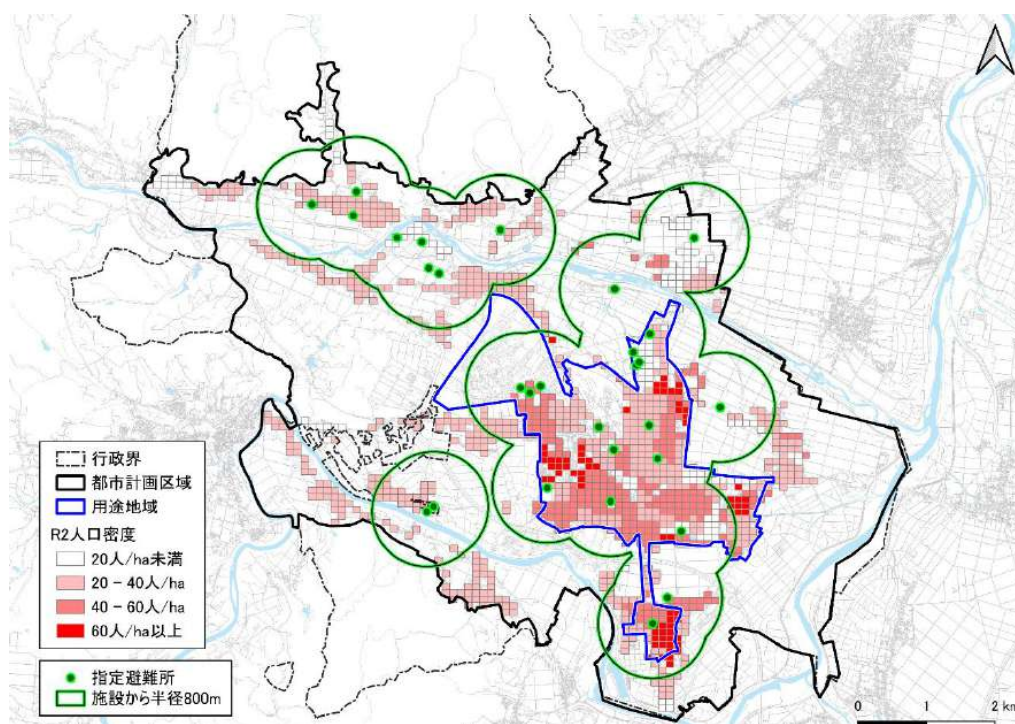 行政界
都市計画区域
用途地域
R2人口密度
20人/ha未満
20－40人/ha
40－60人/ha
60人/ha以上
指定避難所
施設から半径800m
0 1 2 km